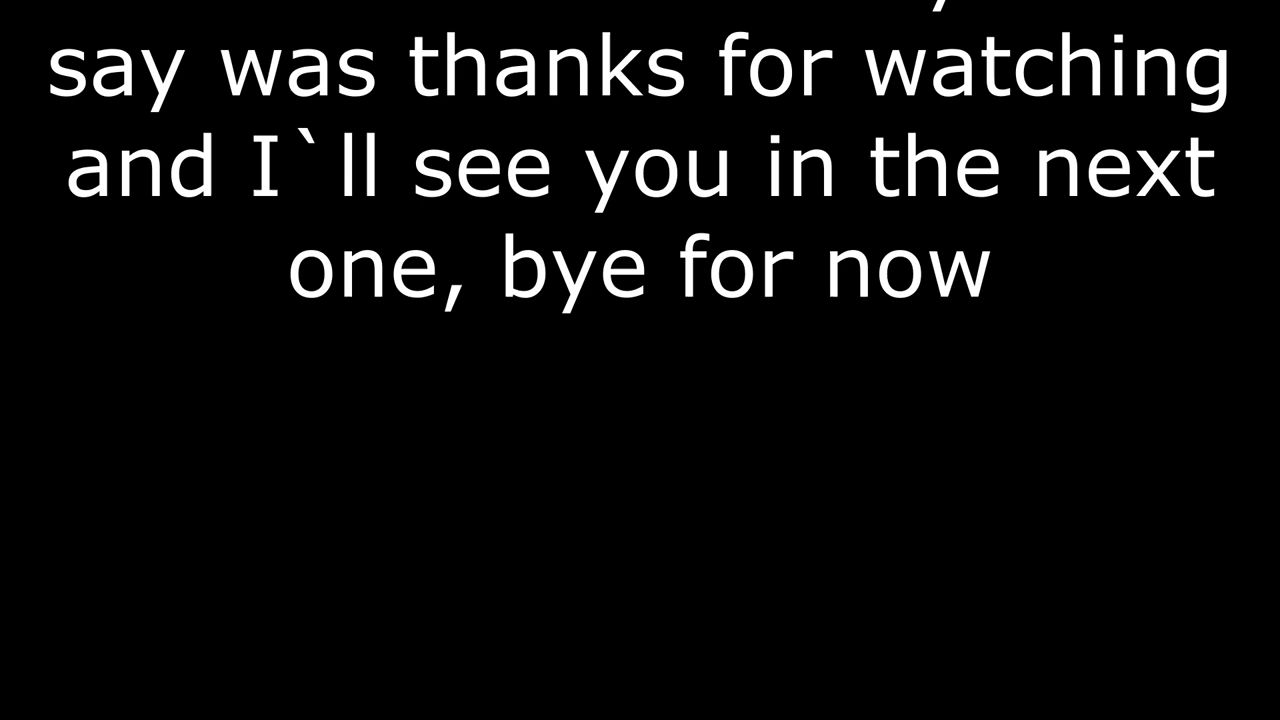 say was thanks for watching
and I`ll see you in the next
one, bye for now